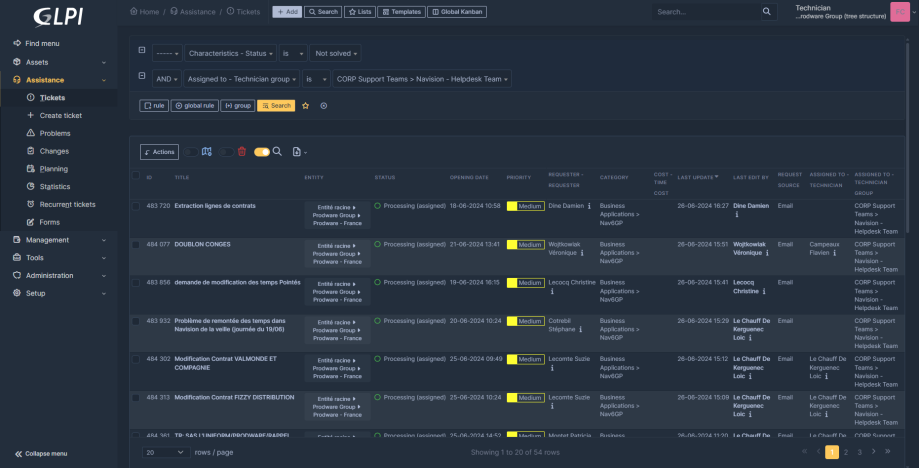 GLPI
Home / Assistance / Tickets + Add Search Lists Templates Global Kanban Search... Technician
...rodware Group (tree structure)
Find menu
Assets
Assistance
Tickets
Create ticket
Problems
Changes
Planning
Statistics
Recurrent tickets
Forms
Management
Tools
Administration
Setup
Collapse menu
----- Characteristics - Status is Not solved
AND Assigned to - Technician group is CORP Support Teams > Navision - Helpdesk Team
rule global rule (+) group Search
Actions
ID TITLE ENTITY STATUS OPENING DATE PRIORITY REQUESTER - REQUESTER CATEGORY COST - TIME COST LAST UPDATE LAST EDIT BY REQUEST SOURCE ASSIGNED TO - TECHNICIAN ASSIGNED TO - TECHNICIAN GROUP
483 720 Extraction lignes de contrats Entité racine Prodware Group Prodware - France Processing (assigned) 18-06-2024 10:58 Medium Dine Damien Business Applications > Nav6GP 26-06-2024 16:27 Dine Damien Email CORP Support Teams > Navision - Helpdesk Team
484 077 DOUBLON CONGES Entité racine Prodware Group Prodware - France Processing (assigned) 21-06-2024 13:41 Medium Wojtkowiak Véronique Business Applications > Nav6GP 26-06-2024 15:51 Wojtkowiak Véronique Email Campeaux Flavien CORP Support Teams > Navision - Helpdesk Team
483 856 demande de modification des temps Pointés Entité racine Prodware Group Prodware - France Processing (assigned) 19-06-2024 16:15 Medium Lecocq Christine Business Applications > Nav6GP 26-06-2024 15:41 Lecocq Christine Email CORP Support Teams > Navision - Helpdesk Team
483 932 Problème de remontée des temps dans Navision de la veille (journée du 19/06) Entité racine Prodware Group Prodware - France Processing (assigned) 20-06-2024 10:24 Medium Cotrebil Stéphane Business Applications > Nav6GP 26-06-2024 15:29 Le Chauff De Kerguenec Loic Email CORP Support Teams > Navision - Helpdesk Team
484 302 Modification Contrat VALMONDE ET COMPAGNIE Entité racine Prodware Group Prodware - France Processing (assigned) 25-06-2024 09:49 Medium Lecomte Suzie Business Applications > Nav6GP 26-06-2024 15:12 Le Chauff De Kerguenec Loic Email Le Chauff De Kerguenec Loic CORP Support Teams > Navision - Helpdesk Team
484 313 Modification Contrat FIZZY DISTRIBUTION Entité racine Prodware Group Prodware - France Processing (assigned) 25-06-2024 10:24 Medium Lecomte Suzie Business Applications > Nav6GP 26-06-2024 15:09 Le Chauff De Kerguenec Loic Email Le Chauff De Kerguenec Loic CORP Support Teams > Navision - Helpdesk Team
484 361 Entité racine Processing (assigned) 25-06-2024 14:52 Medium Montet Patricia Business 26-06-2024 11:20 Le Chauff De Email Le Chauff De CORP Support
20 rows / page Showing 1 to 20 of 54 rows « < 1 2 3 > »